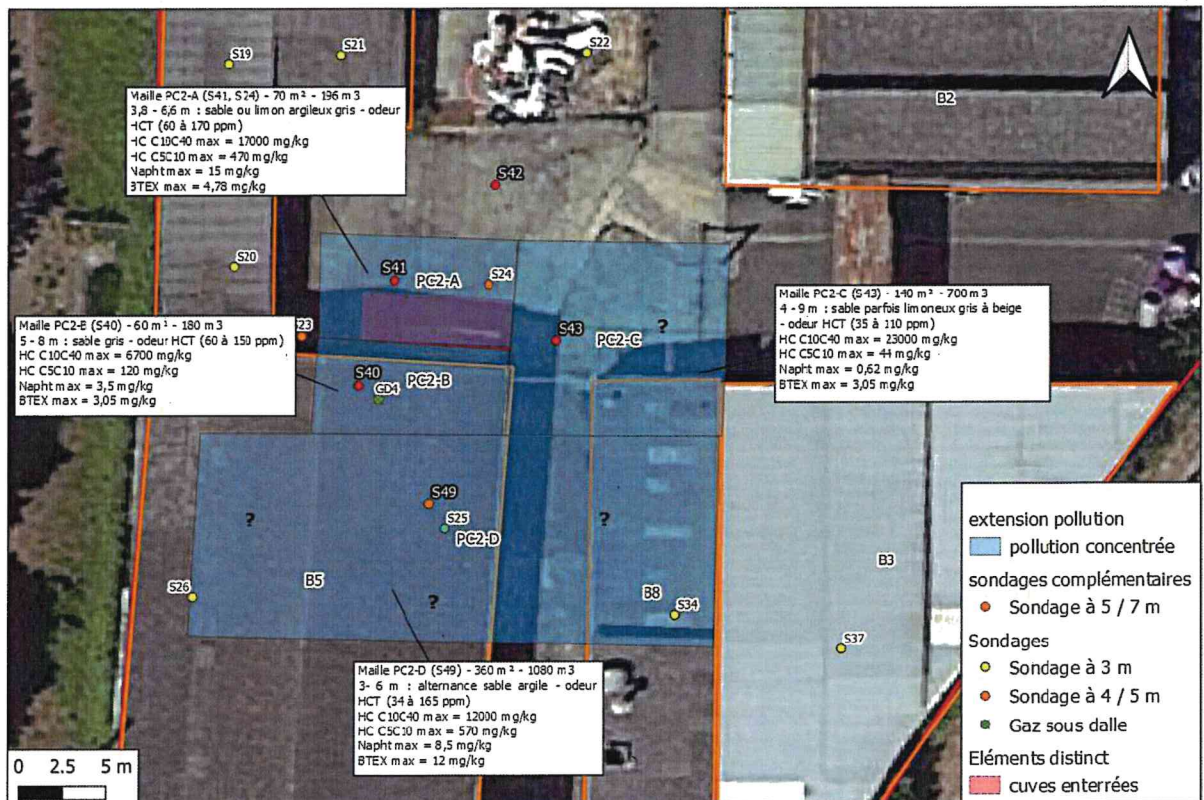 S19
S21
S22
B2
Maille PC2-A (S41, S24) - 70 m² - 196 m3
3,8 - 6,6 m : sable ou limon argileux gris - odeur
HCT (60 à 170 ppm)
HC C10C40 max = 17000 mg/kg
HC C5C10 max = 470 mg/kg
Napht max = 15 mg/kg
BTEX max = 4,78 mg/kg
S42
S20
S41
PC2-A
S24
Maille PC2-C (S43) - 140 m² - 700 m3
4 - 9 m : sable parfois limoneux gris à beige
- odeur HCT (35 à 110 ppm)
HC C10C40 max = 23000 mg/kg
HC C5C10 max = 44 mg/kg
Napht max = 0,62 mg/kg
BTEX max = 3,05 mg/kg
Maille PC2-B (S40) - 60 m² - 180 m3
5 - 8 m : sable gris - odeur HCT (60 à 150 ppm)
HC C10C40 max = 6700 mg/kg
HC C5C10 max = 120 mg/kg
Napht max = 3,5 mg/kg
BTEX max = 3,05 mg/kg
23
S43
?
PC2-C
S40
PC2-B
GD4
S49
S25
?
?
PC2-D
S26
B5
?
B8
S34
B3
S37
Maille PC2-D (S49) - 360 m² - 1080 m3
3- 6 m : alternance sable argile - odeur
HCT (34 à 165 ppm)
HC C10C40 max = 12000 mg/kg
HC C5C10 max = 570 mg/kg
Napht max = 8,5 mg/kg
BTEX max = 12 mg/kg
extension pollution
pollution concentrée
sondages complémentaires
Sondage à 5 / 7 m
Sondages
Sondage à 3 m
Sondage à 4 / 5 m
Gaz sous dalle
Eléments distinct
cuves enterrées
0 2.5 5 m